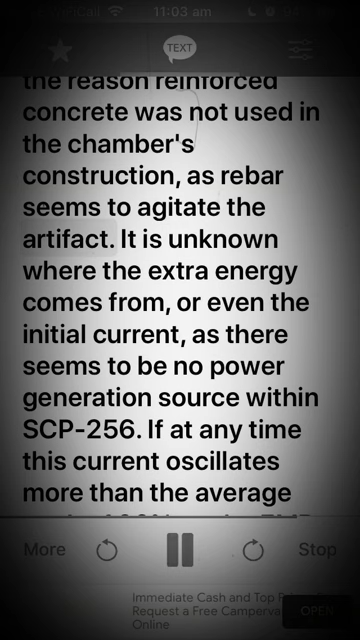 11:03 am
TEXT
the reason reinforced
concrete was not used in
the chamber's
construction, as rebar
seems to agitate the
artifact. It is unknown
where the extra energy
comes from, or even the
initial current, as there
seems to be no power
generation source within
SCP-256. If at any time
this current oscillates
more than the average
More
Stop
Immediate Cash and Top
Request a Free Camperva
Online
OPEN